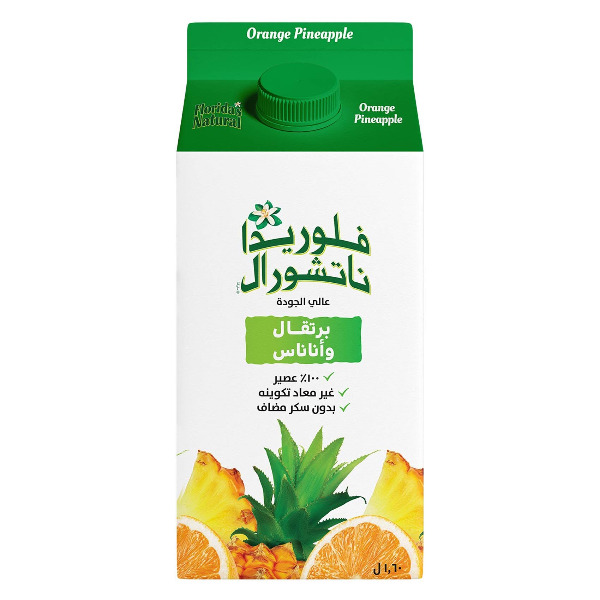 Orange Pineapple
Florida's
Natural
Orange
Pineapple
فلوريدا
ناتشورال
عالي الجودة
برتقال
وأناناس
١٠٠٪ عصير
غير معاد تكوينه
بدون سكر مضاف
١,٦٠ ل